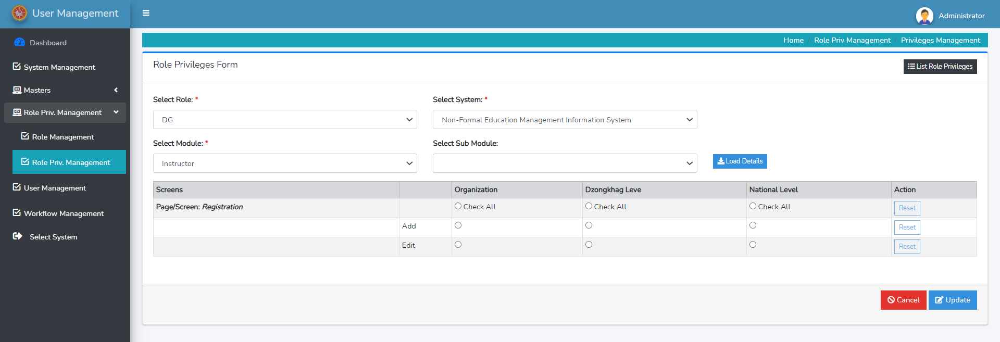 User Management
Administrator
Dashboard
System Management
Masters
Role Priv. Management
Role Management
Role Priv. Management
User Management
Workflow Management
Select System
Home / Role Priv Management / Privileges Management
Role Privileges Form
List Role Privileges
Select Role: * Select System: *
DG Non-Formal Education Management Information System
Select Module: * Select Sub Module:
Instructor Load Details
Screens Organization Dzongkhag Leve National Level Action
Page/Screen: Registration Check All Check All Check All Reset
Add Reset
Edit Reset
Cancel Update